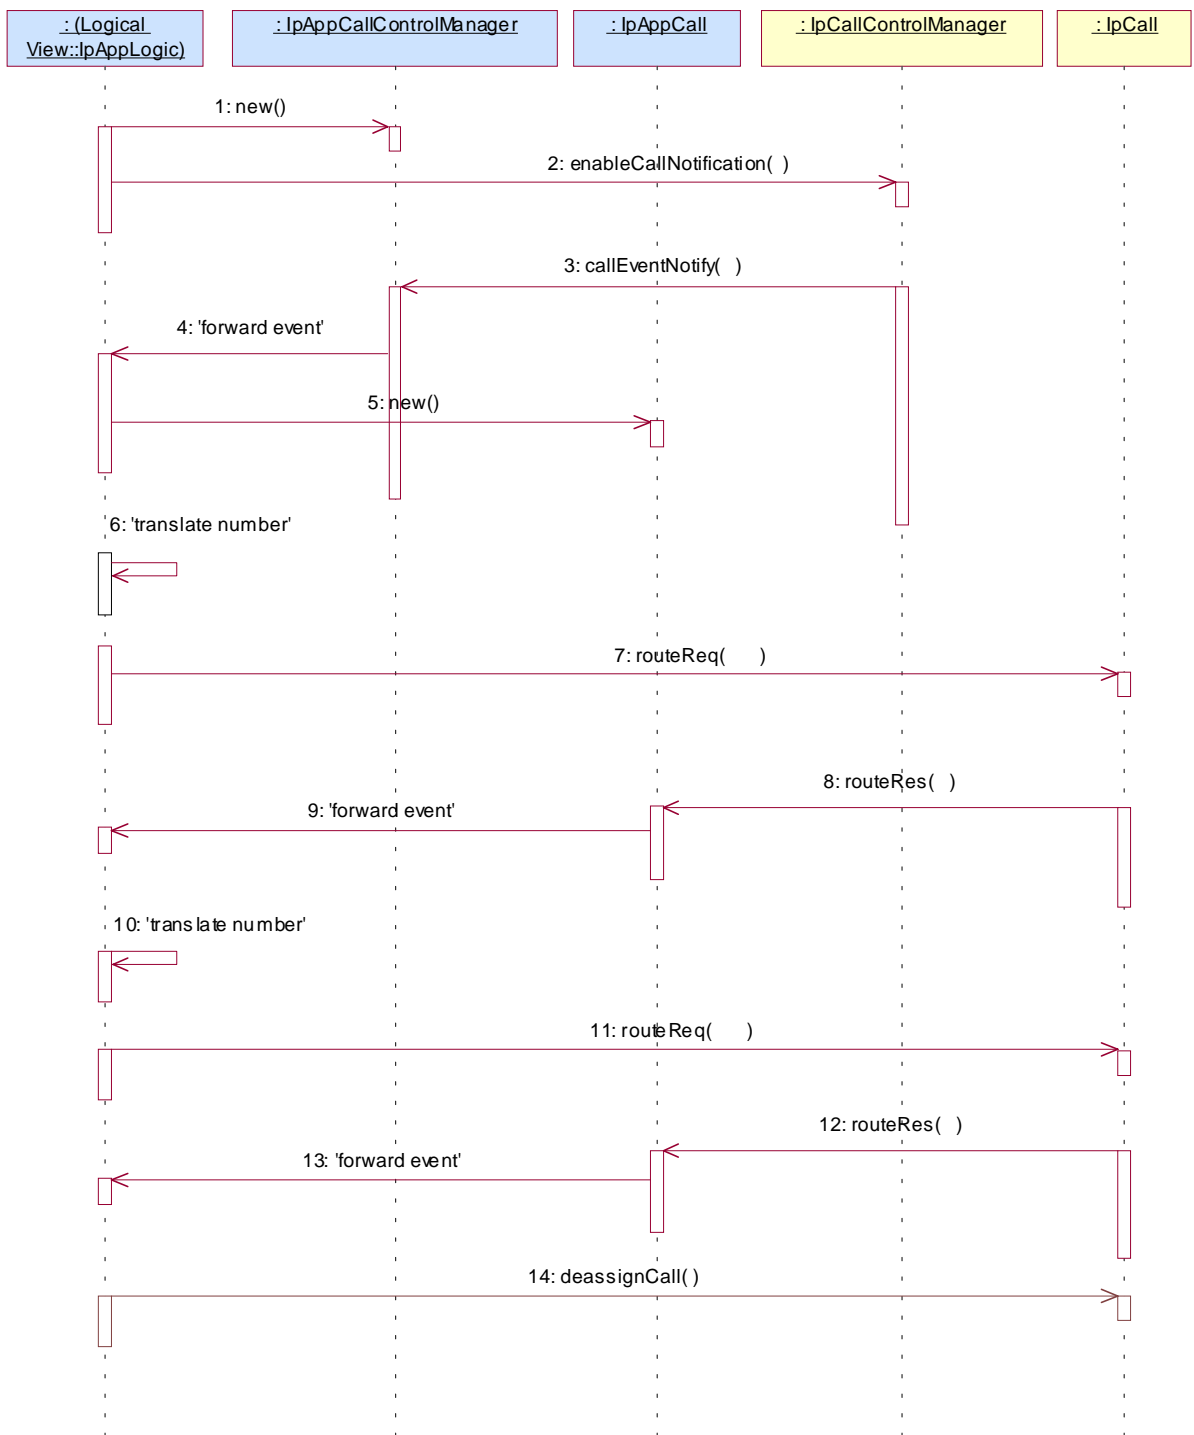 : (Logical
View::IpAppLogic)
: IpAppCallControlManager
: IpAppCall
: IpCallControlManager
: IpCall
1: new()
2: enableCallNotification( )
3: callEventNotify( )
4: 'forward event'
5: new()
6: 'translate number'
7: routeReq( )
8: routeRes( )
9: 'forward event'
10: 'translate number'
11: routeReq( )
12: routeRes( )
13: 'forward event'
14: deassignCall( )